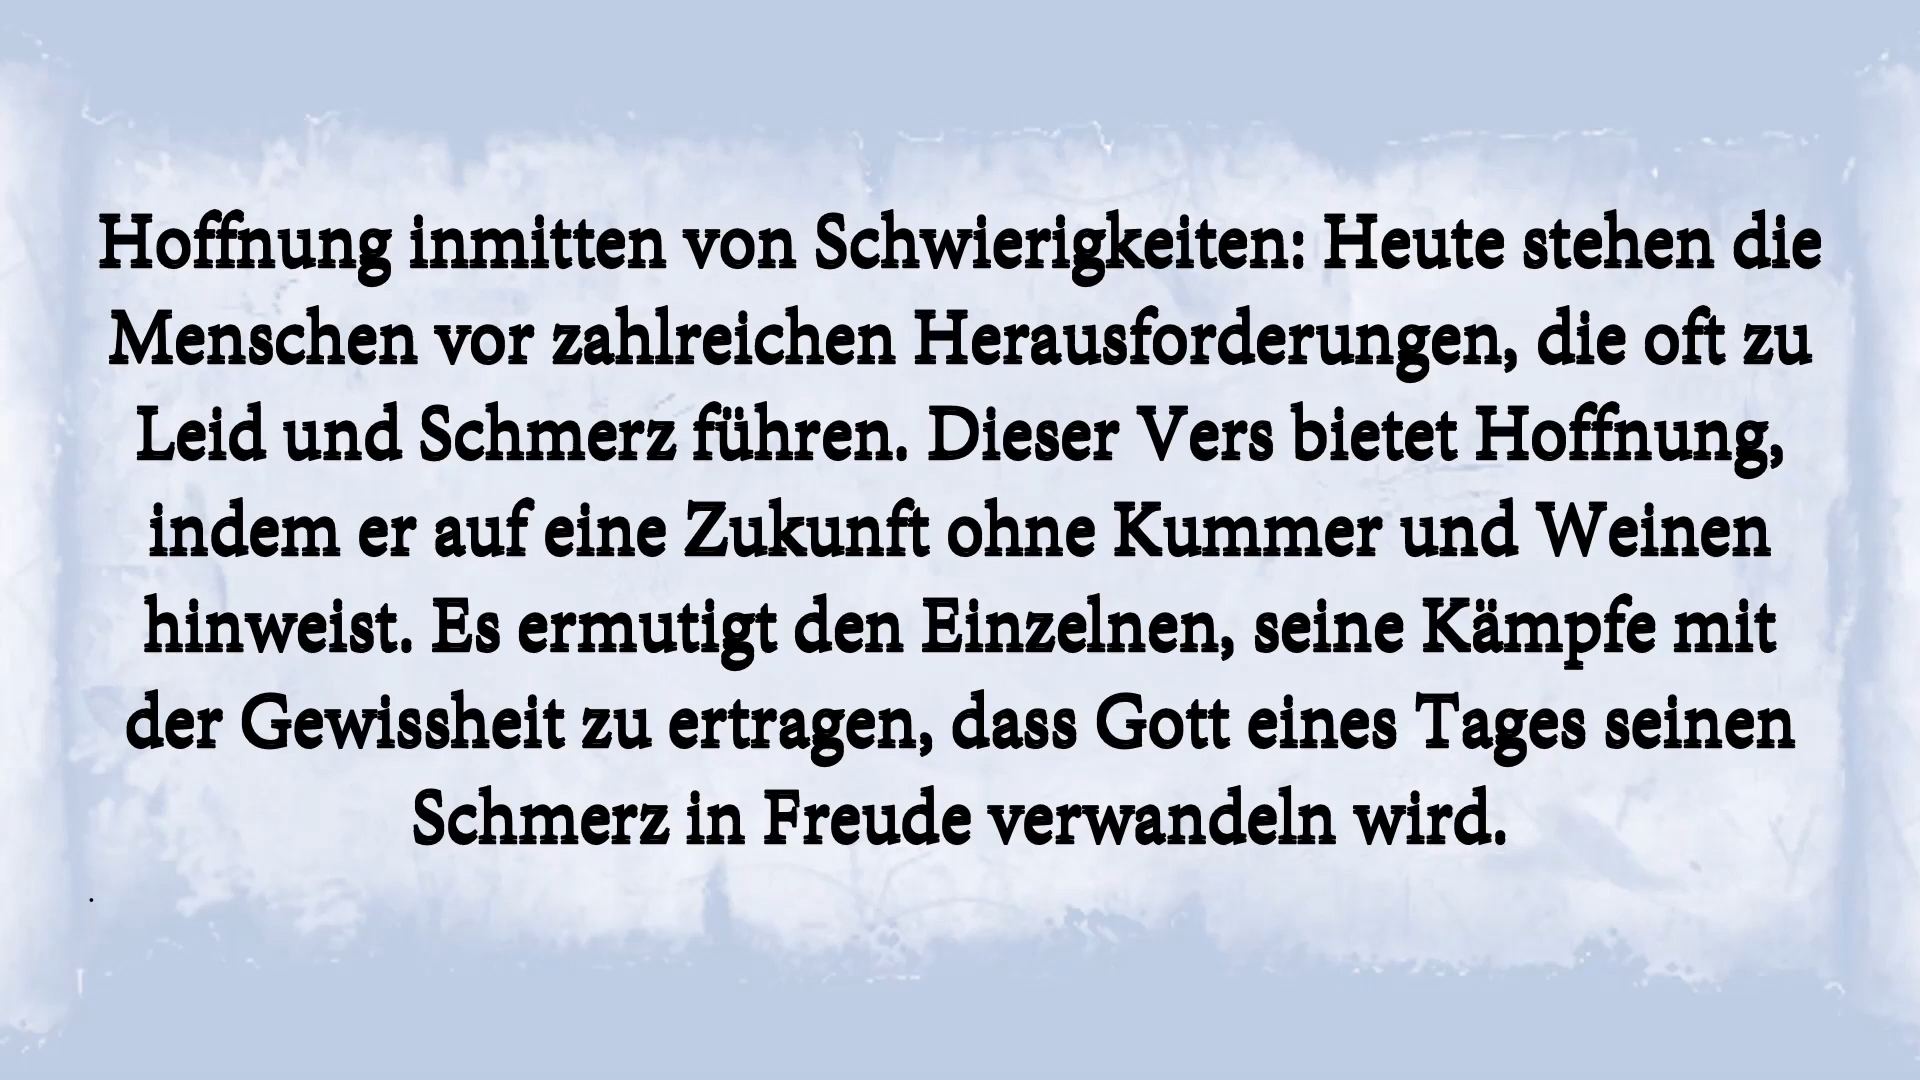 Hoffnung inmitten von Schwierigkeiten: Heute stehen die
Menschen vor zahlreichen Herausforderungen, die oft zu
Leid und Schmerz führen. Dieser Vers bietet Hoffnung,
indem er auf eine Zukunft ohne Kummer und Weinen
hinweist. Es ermutigt den Einzelnen, seine Kämpfe mit
der Gewissheit zu ertragen, dass Gott eines Tages seinen
Schmerz in Freude verwandeln wird.
.